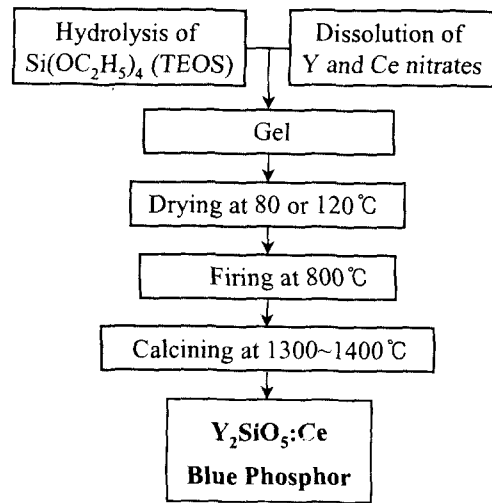 Hydrolysis of
Si(OC₂H₅)₄ (TEOS)
Dissolution of
Y and Ce nitrates
Gel
Drying at 80 or 120℃
Firing at 800℃
Calcining at 1300~1400℃
Y₂SiO₅:Ce
Blue Phosphor